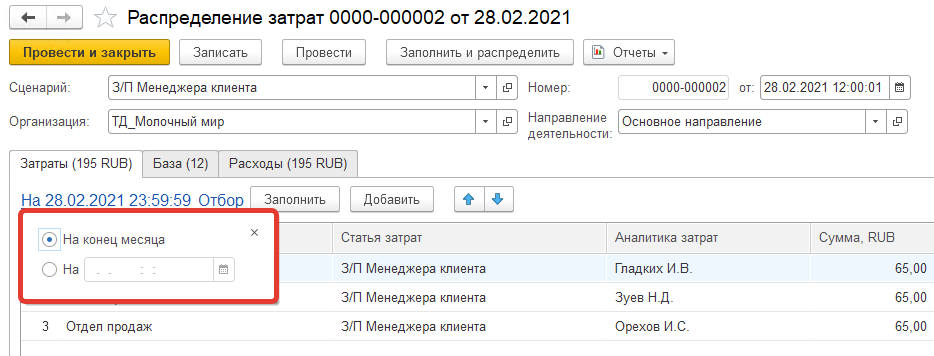 Распределение затрат 0000-000002 от 28.02.2021
Провести и закрыть Записать Провести Заполнить и распределить Отчеты
Сценарий: З/П Менеджера клиента Номер: 0000-000002 от: 28.02.2021 12:00:01
Организация: ТД_Молочный мир Направление деятельности: Основное направление
Затраты (195 RUB) База (12) Расходы (195 RUB)
На 28.02.2021 23:59:59 Отбор Заполнить Добавить
Статья затрат Аналитика затрат Сумма, RUB
На конец месяца
На . . : :
З/П Менеджера клиента Гладких И.В. 65,00
З/П Менеджера клиента Зуев Н.Д. 65,00
3 Отдел продаж З/П Менеджера клиента Орехов И.С. 65,00